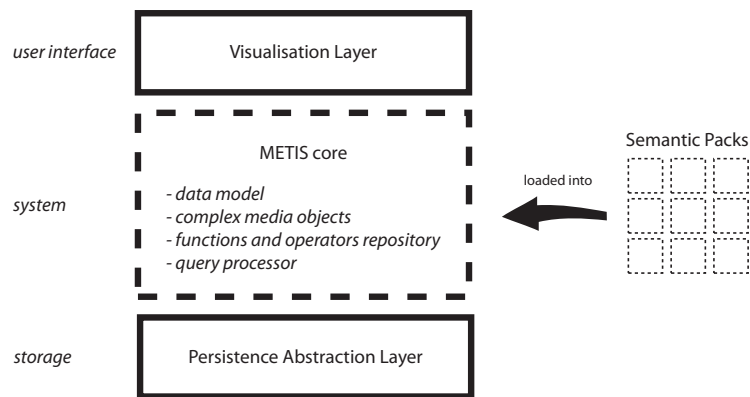 user interface
Visualisation Layer
METIS core
- data model
- complex media objects
- functions and operators repository
- query processor
system
loaded into
Semantic Packs
storage
Persistence Abstraction Layer